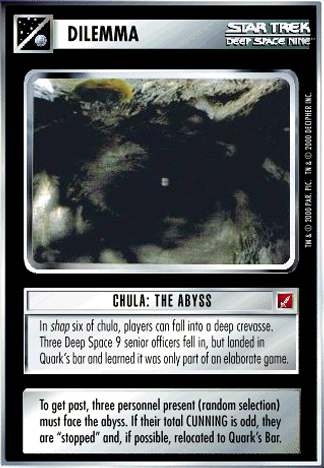 DILEMMA
STAR TREK
DEEP SPACE NINE
TM & © 2000 PAR. PIC. TM & © 2000 DECIPHER INC.
CHULA: THE ABYSS
In shap six of chula, players can fall into a deep crevasse.
Three Deep Space 9 senior officers fell in, but landed in
Quark's bar and learned it was only part of an elaborate game.
To get past, three personnel present (random selection)
must face the abyss. If their total CUNNING is odd, they
are "stopped" and, if possible, relocated to Quark's Bar.